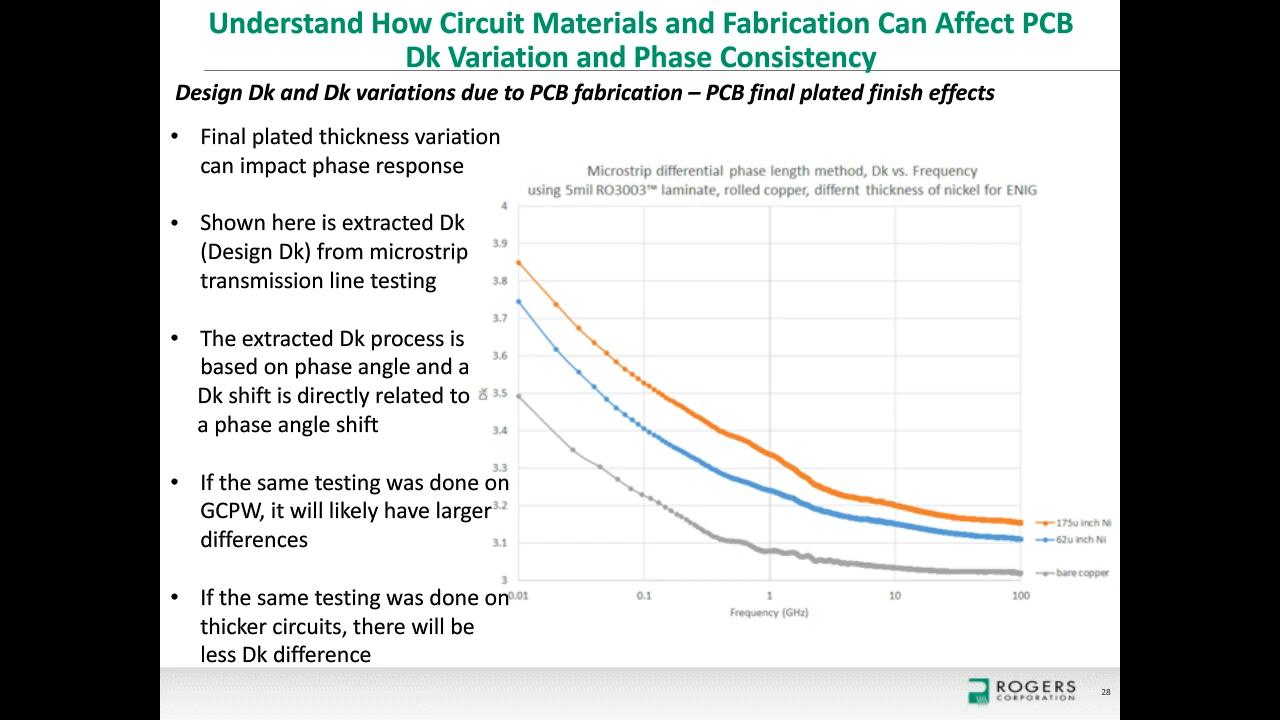 Understand How Circuit Materials and Fabrication Can Affect PCB
Dk Variation and Phase Consistency
Design Dk and Dk variations due to PCB fabrication – PCB final plated finish effects
• Final plated thickness variation
can impact phase response
• Shown here is extracted Dk
(Design Dk) from microstrip
transmission line testing
• The extracted Dk process is
based on phase angle and a
Dk shift is directly related to
a phase angle shift
• If the same testing was done on
GCPW, it will likely have larger
differences
• If the same testing was done on
thicker circuits, there will be
less Dk difference
Microstrip differential phase length method, Dk vs. Frequency
using 5mil RO3003™ laminate, rolled copper, differnt thickness of nickel for ENIG
4
3.9
3.8
3.7
3.6
3.5
3.4
3.3
3.2
3.1
3
Dk
0.01 0.1 1 10 100
Frequency (GHz)
175u inch Ni
62u inch Ni
bare copper
ROGERS
CORPORATION
28